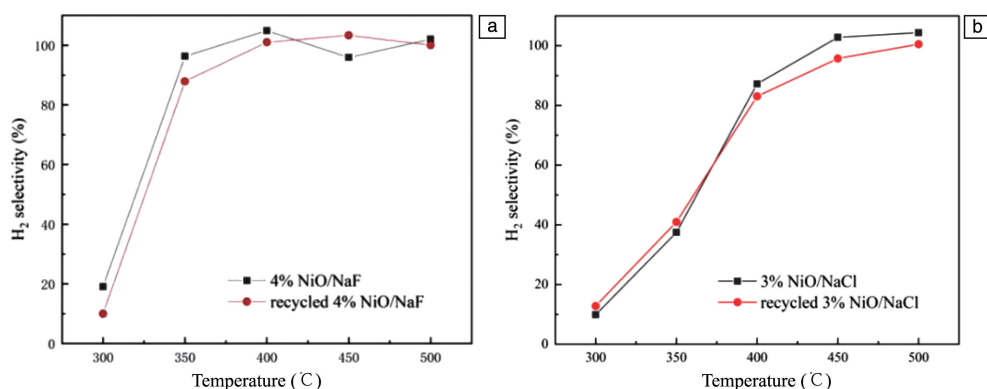 a
H2 selectivity (%)
100
80
60
40
20
0
4% NiO/NaF
recycled 4% NiO/NaF
300 350 400 450 500
Temperature (℃)
b
H2 selectivity (%)
100
80
60
40
20
0
3% NiO/NaCl
recycled 3% NiO/NaCl
300 350 400 450 500
Temperature (℃)